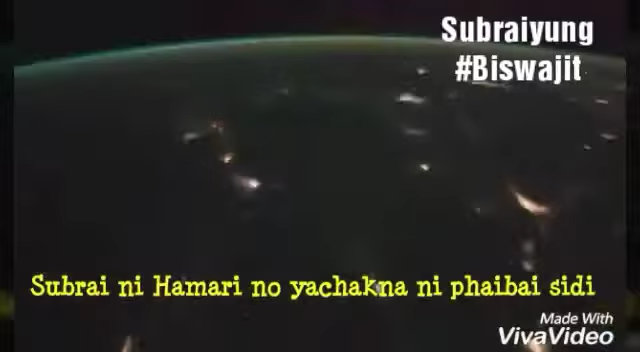 Subraiyung
#Biswajit
Subrai ni Hamari no yachakna ni phaibai sidi
Made With
VivaVideo